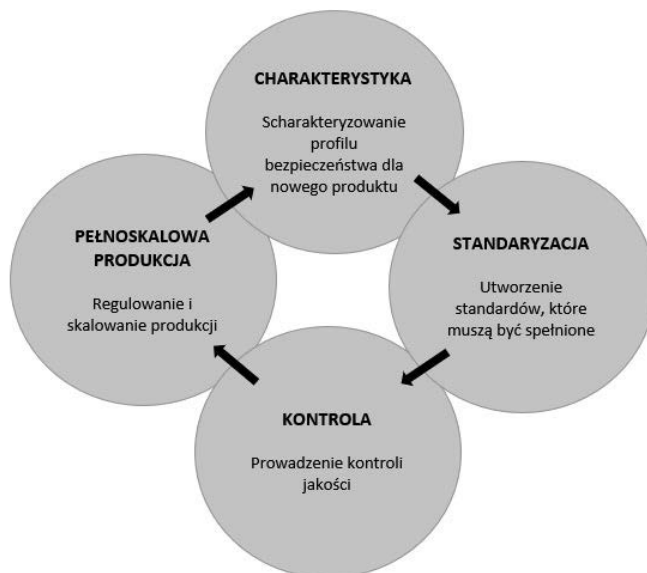 CHARAKTERYSTYKA
Scharakteryzowanie
profilu
bezpieczeństwa dla
nowego produktu
PEŁNOSKALOWA
PRODUKCJA
Regulowanie i
skalowanie produkcji
STANDARYZACJA
Utworzenie
standardów, które
muszą być spełnione
KONTROLA
Prowadzenie kontroli
jakości